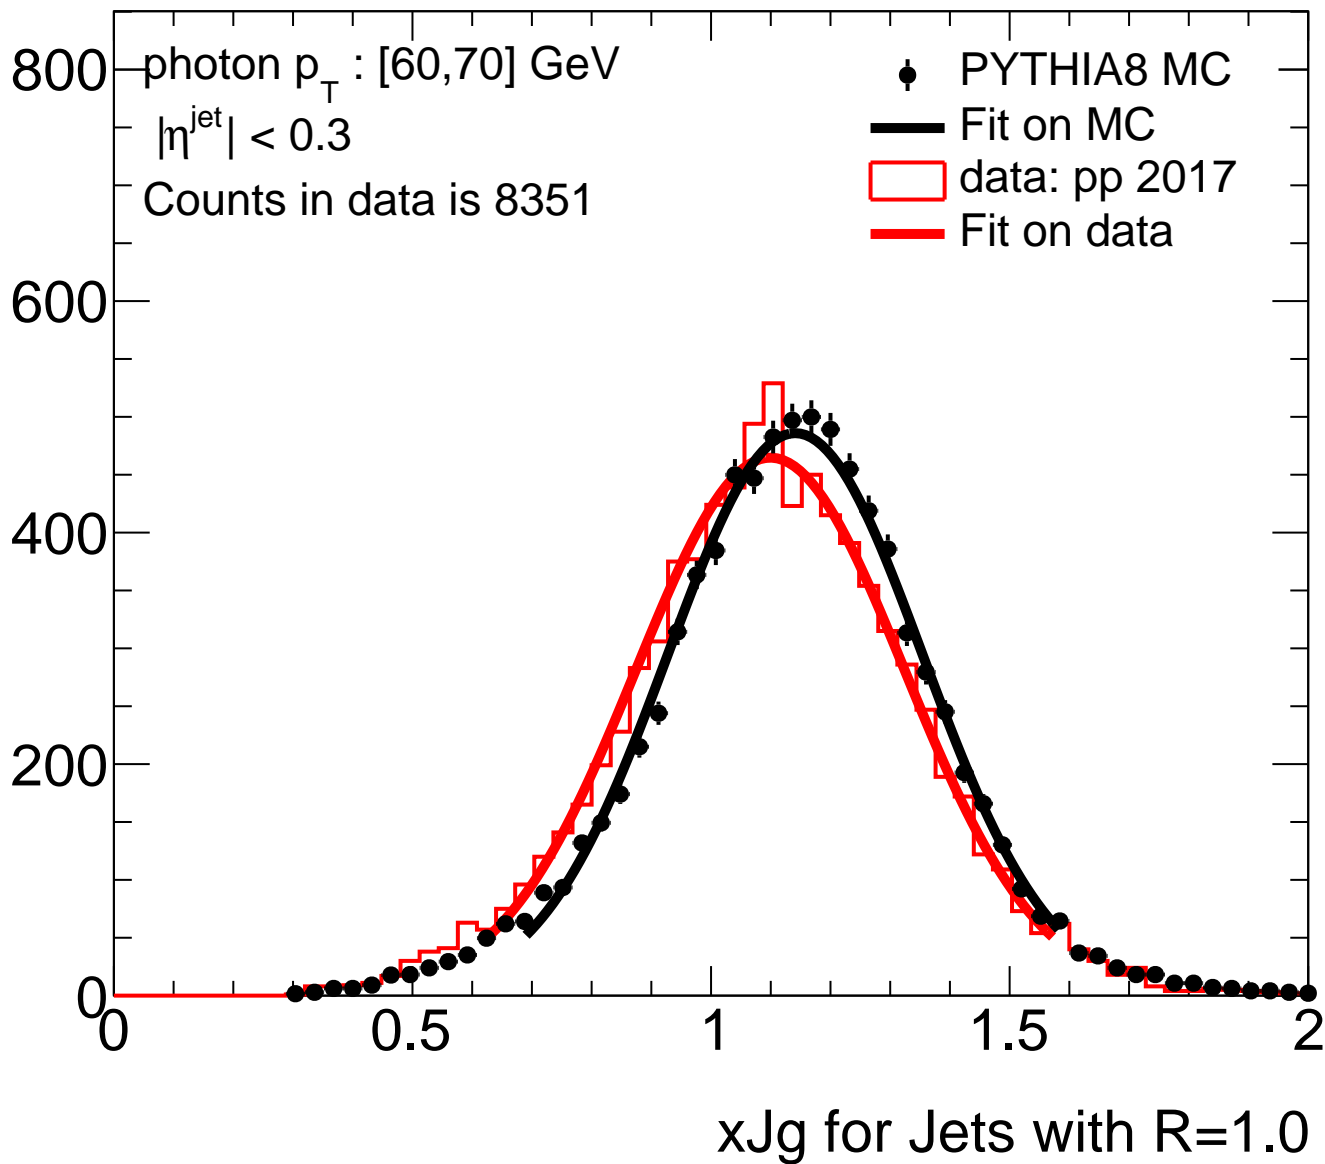 photon p_T : [60,70] GeV
|η^jet| < 0.3
Counts in data is 8351
PYTHIA8 MC
Fit on MC
data: pp 2017
Fit on data
800
600
400
200
0
0 0.5 1 1.5 2
xJg for Jets with R=1.0